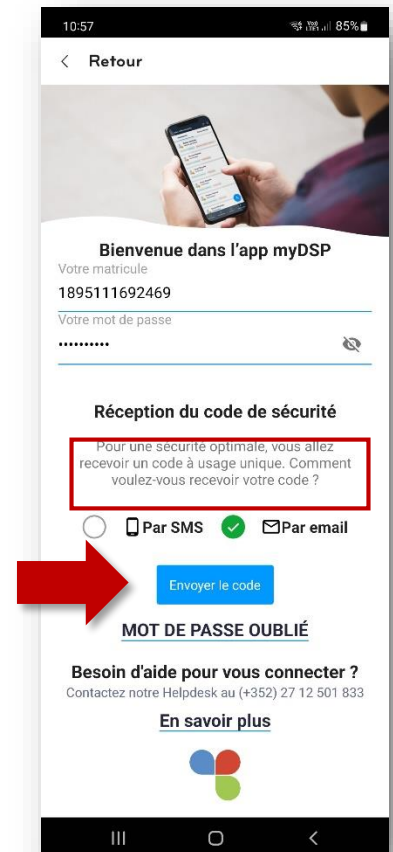 10:57 85%
Retour
Bienvenue dans l'app myDSP
Votre matricule
1895111692469
Votre mot de passe
••••••••••
Réception du code de sécurité
Pour une sécurité optimale, vous allez
recevoir un code à usage unique. Comment
voulez-vous recevoir votre code ?
Par SMS Par email
Envoyer le code
MOT DE PASSE OUBLIÉ
Besoin d'aide pour vous connecter ?
Contactez notre Helpdesk au (+352) 27 12 501 833
En savoir plus